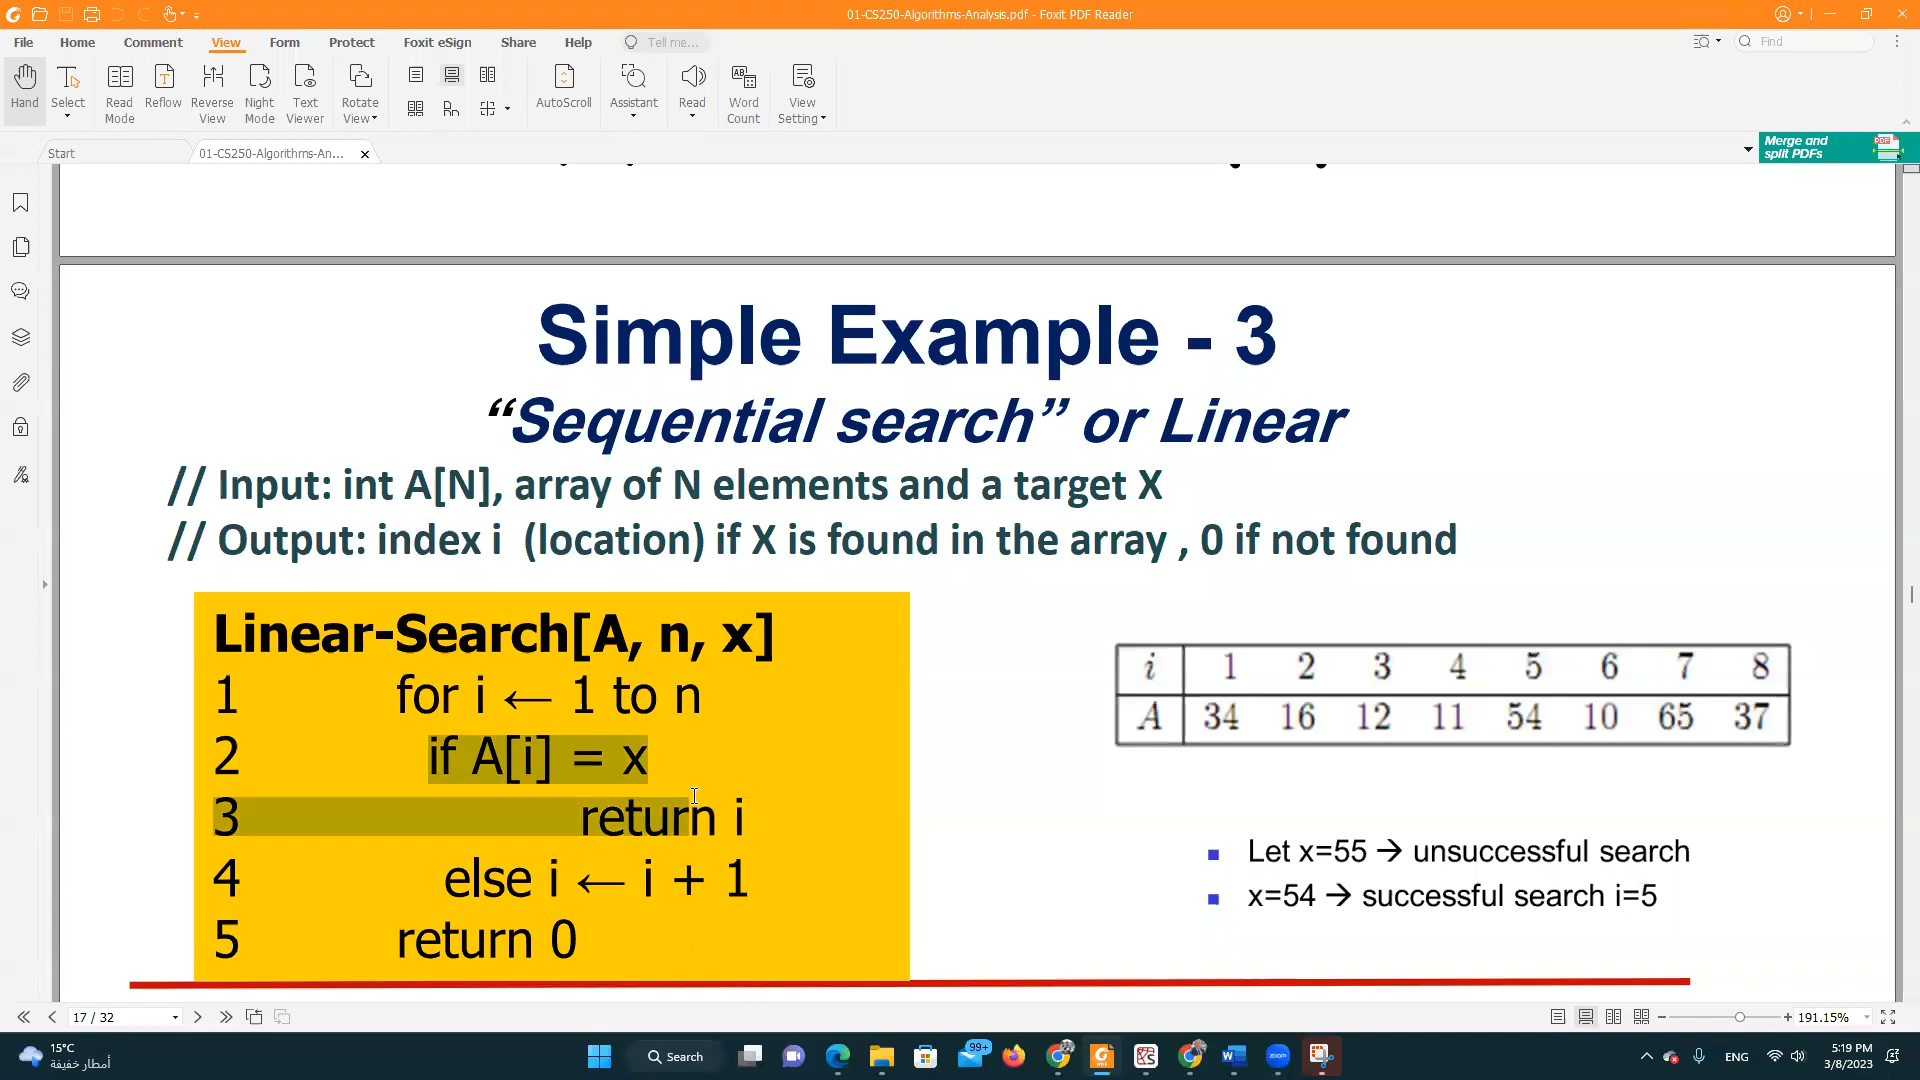 01-CS250-Algorithms-Analysis.pdf - Foxit PDF Reader
File Home Comment View Form Protect Foxit eSign Share Help Tell me... Find
Hand Select Read Mode Reflow Reverse View Night Mode Text Viewer Rotate View AutoScroll Assistant Read Word Count View Setting
Start 01-CS250-Algorithms-An... Merge and split PDFs
Simple Example - 3
“Sequential search” or Linear
// Input: int A[N], array of N elements and a target X
// Output: index i (location) if X is found in the array , 0 if not found
Linear-Search[A, n, x]
1 for i ← 1 to n
2 if A[i] = x
3 return i
4 else i ← i + 1
5 return 0
i 1 2 3 4 5 6 7 8
A 34 16 12 11 54 10 65 37
Let x=55 → unsuccessful search
x=54 → successful search i=5
17 / 32 191.15%
15°C
أمطار خفيفة
Search
99+
ENG
5:19 PM
3/8/2023